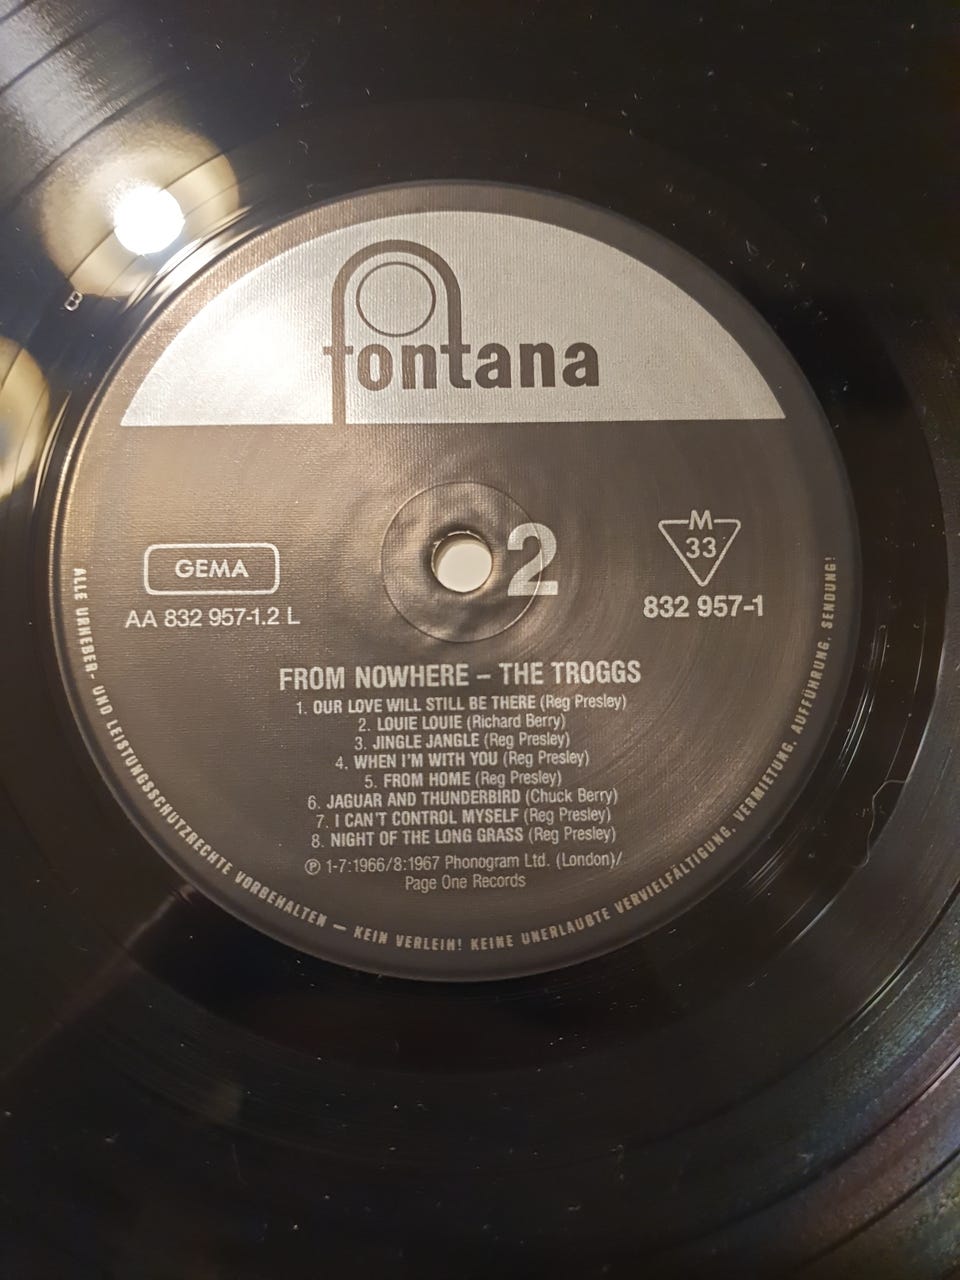 fontana
GEMA
AA 832 957-1.2 L
2
M
33
832 957-1
FROM NOWHERE – THE TROGGS
1. OUR LOVE WILL STILL BE THERE (Reg Presley)
2. LOUIE LOUIE (Richard Berry)
3. JINGLE JANGLE (Reg Presley)
4. WHEN I'M WITH YOU (Reg Presley)
5. FROM HOME (Reg Presley)
6. JAGUAR AND THUNDERBIRD (Chuck Berry)
7. I CAN'T CONTROL MYSELF (Reg Presley)
8. NIGHT OF THE LONG GRASS (Reg Presley)
℗ 1-7:1966/8:1967 Phonogram Ltd. (London)/
Page One Records
ALLE URHEBER- UND LEISTUNGSSCHUTZRECHTE VORBEHALTEN – KEIN VERLEIH! KEINE UNERLAUBTE VERVIELFÄLTIGUNG, VERMIETUNG, AUFFÜHRUNG, SENDUNG!